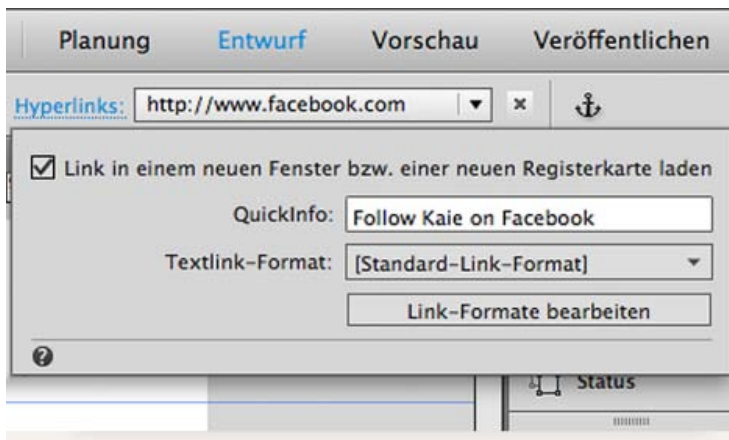 Planung Entwurf Vorschau Veröffentlichen
Hyperlinks: http://www.facebook.com
Link in einem neuen Fenster bzw. einer neuen Registerkarte laden
QuickInfo: Follow Kaie on Facebook
Textlink-Format: [Standard-Link-Format]
Link-Formate bearbeiten
?
Status